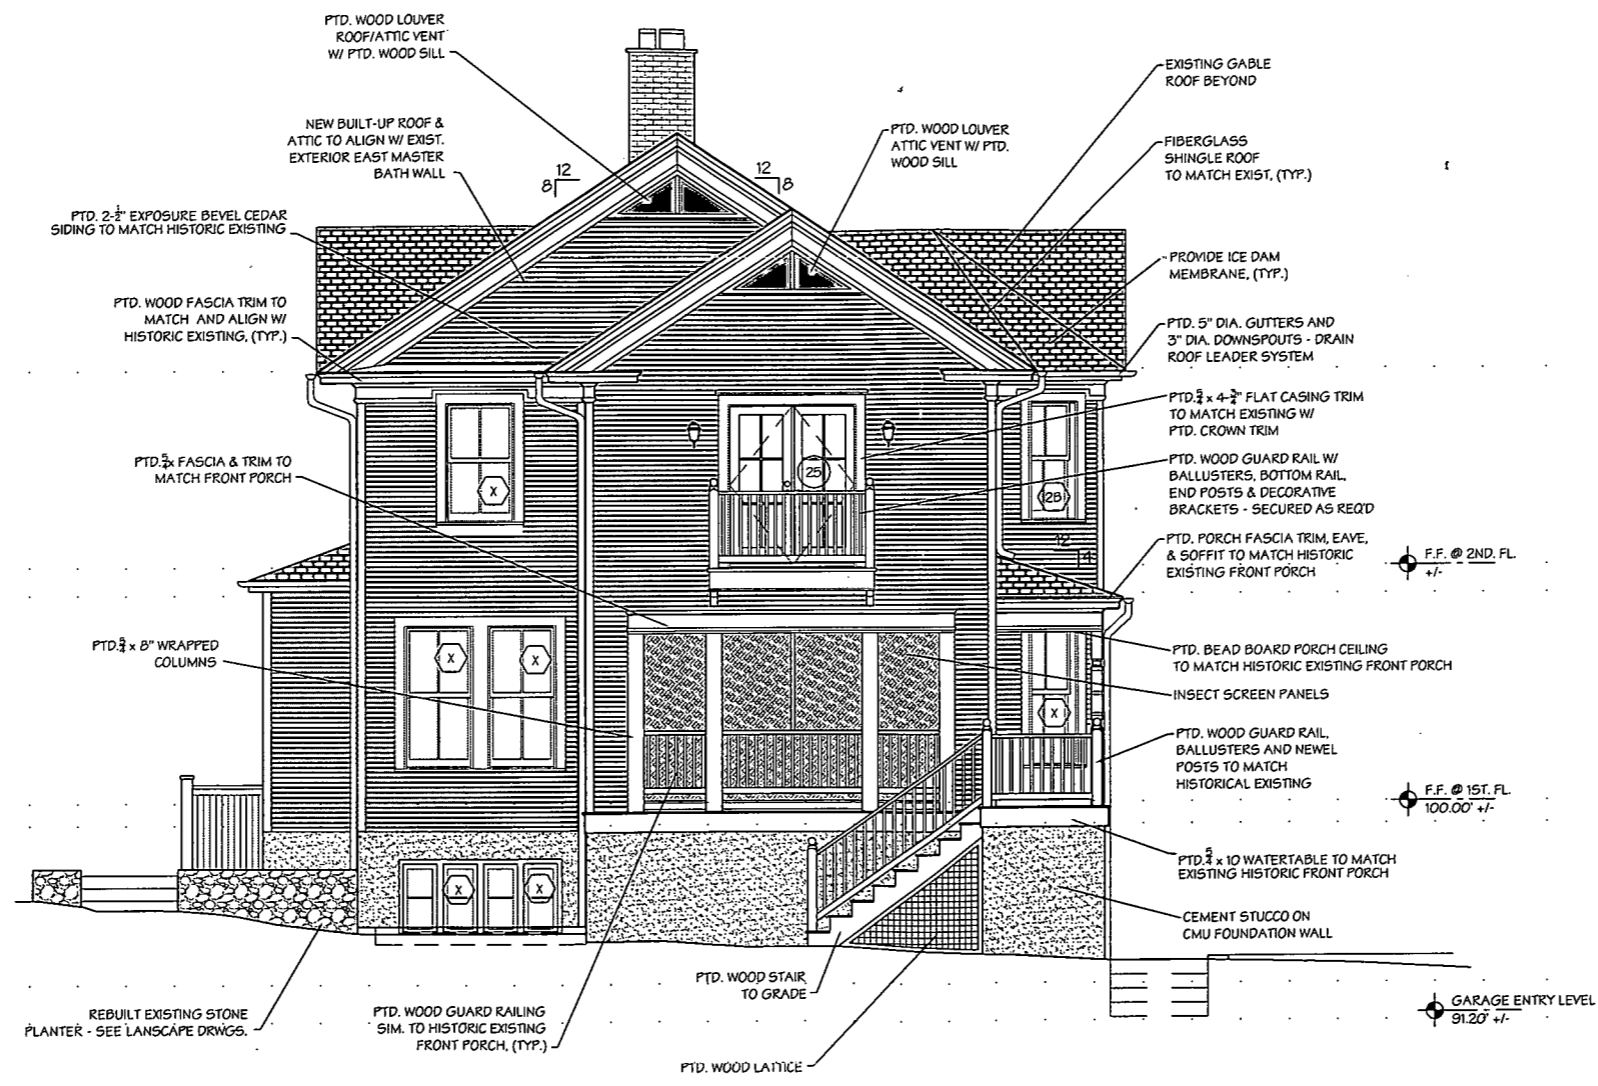 PTD. WOOD LOUVER
ROOF/ATTIC VENT
W/ PTD. WOOD SILL
NEW BUILT-UP ROOF &
ATTIC TO ALIGN W/ EXIST.
EXTERIOR EAST MASTER
BATH WALL
PTD. 2-½" EXPOSURE BEVEL CEDAR
SIDING TO MATCH HISTORIC EXISTING
PTD. WOOD FASCIA TRIM TO
MATCH AND ALIGN W/
HISTORIC EXISTING, (TYP.)
PTD. 5/4x FASCIA & TRIM TO
MATCH FRONT PORCH
PTD. 5/4 x 8" WRAPPED
COLUMNS
REBUILT EXISTING STONE
PLANTER - SEE LANSCAPE DRWGS.
PTD. WOOD GUARD RAILING
SIM. TO HISTORIC EXISTING
FRONT PORCH, (TYP.)
PTD. WOOD STAIR
TO GRADE
PTD. WOOD LATTICE
12
8
12
8
PTD. WOOD LOUVER
ATTIC VENT W/ PTD.
WOOD SILL
EXISTING GABLE
ROOF BEYOND
FIBERGLASS
SHINGLE ROOF
TO MATCH EXIST, (TYP.)
PROVIDE ICE DAM
MEMBRANE, (TYP.)
PTD. 5" DIA. GUTTERS AND
3" DIA. DOWNSPOUTS - DRAIN
ROOF LEADER SYSTEM
PTD. 5/4 x 4-¾" FLAT CASING TRIM
TO MATCH EXISTING W/
PTD. CROWN TRIM
PTD. WOOD GUARD RAIL W/
BALLUSTERS, BOTTOM RAIL,
END POSTS & DECORATIVE
BRACKETS - SECURED AS REQ'D
PTD. PORCH FASCIA TRIM, EAVE,
& SOFFIT TO MATCH HISTORIC
EXISTING FRONT PORCH
PTD. BEAD BOARD PORCH CEILING
TO MATCH HISTORIC EXISTING FRONT PORCH
INSECT SCREEN PANELS
PTD. WOOD GUARD RAIL,
BALLUSTERS AND NEWEL
POSTS TO MATCH
HISTORICAL EXISTING
PTD. 5/4 x 10 WATERTABLE TO MATCH
EXISTING HISTORIC FRONT PORCH
CEMENT STUCCO ON
CMU FOUNDATION WALL
F.F. @ 2ND. FL.
+/-
F.F. @ 1ST. FL.
100.00' +/-
GARAGE ENTRY LEVEL
91.20' +/-
X
25
12
4
X
X
X
X
X